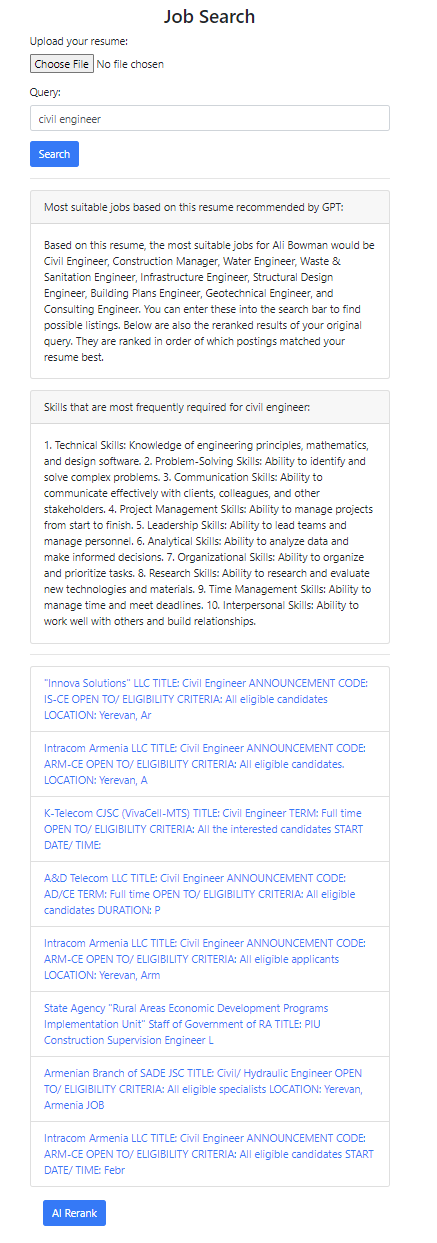 Job Search
Upload your resume:
Choose File No file chosen
Query:
civil engineer
Search
Most suitable jobs based on this resume recommended by GPT:
Based on this resume, the most suitable jobs for Ali Bowman would be
Civil Engineer, Construction Manager, Water Engineer, Waste &
Sanitation Engineer, Infrastructure Engineer, Structural Design
Engineer, Building Plans Engineer, Geotechnical Engineer, and
Consulting Engineer. You can enter these into the search bar to find
possible listings. Below are also the reranked results of your original
query. They are ranked in order of which postings matched your
resume best.
Skills that are most frequently required for civil engineer:
1. Technical Skills: Knowledge of engineering principles, mathematics,
and design software. 2. Problem-Solving Skills: Ability to identify and
solve complex problems. 3. Communication Skills: Ability to
communicate effectively with clients, colleagues, and other
stakeholders. 4. Project Management Skills: Ability to manage projects
from start to finish. 5. Leadership Skills: Ability to lead teams and
manage personnel. 6. Analytical Skills: Ability to analyze data and
make informed decisions. 7. Organizational Skills: Ability to organize
and prioritize tasks. 8. Research Skills: Ability to research and evaluate
new technologies and materials. 9. Time Management Skills: Ability to
manage time and meet deadlines. 10. Interpersonal Skills: Ability to
work well with others and build relationships.
"Innova Solutions" LLC TITLE: Civil Engineer ANNOUNCEMENT CODE:
IS-CE OPEN TO/ ELIGIBILITY CRITERIA: All eligible candidates
LOCATION: Yerevan, Ar
Intracom Armenia LLC TITLE: Civil Engineer ANNOUNCEMENT CODE:
ARM-CE OPEN TO/ ELIGIBILITY CRITERIA: All eligible candidates.
LOCATION: Yerevan, A
K-Telecom CJSC (VivaCell-MTS) TITLE: Civil Engineer TERM: Full time
OPEN TO/ ELIGIBILITY CRITERIA: All the interested candidates START
DATE/ TIME:
A&D Telecom LLC TITLE: Civil Engineer ANNOUNCEMENT CODE:
AD/CE TERM: Full time OPEN TO/ ELIGIBILITY CRITERIA: All eligible
candidates DURATION: P
Intracom Armenia LLC TITLE: Civil Engineer ANNOUNCEMENT CODE:
ARM-CE OPEN TO/ ELIGIBILITY CRITERIA: All eligible applicants
LOCATION: Yerevan, Arm
State Agency "Rural Areas Economic Development Programs
Implementation Unit" Staff of Government of RA TITLE: PIU
Construction Supervision Engineer L
Armenian Branch of SADE JSC TITLE: Civil/ Hydraulic Engineer OPEN
TO/ ELIGIBILITY CRITERIA: All eligible specialists LOCATION: Yerevan,
Armenia JOB
Intracom Armenia LLC TITLE: Civil Engineer ANNOUNCEMENT CODE:
ARM-CE OPEN TO/ ELIGIBILITY CRITERIA: All eligible candidates START
DATE/ TIME: Febr
AI Rerank